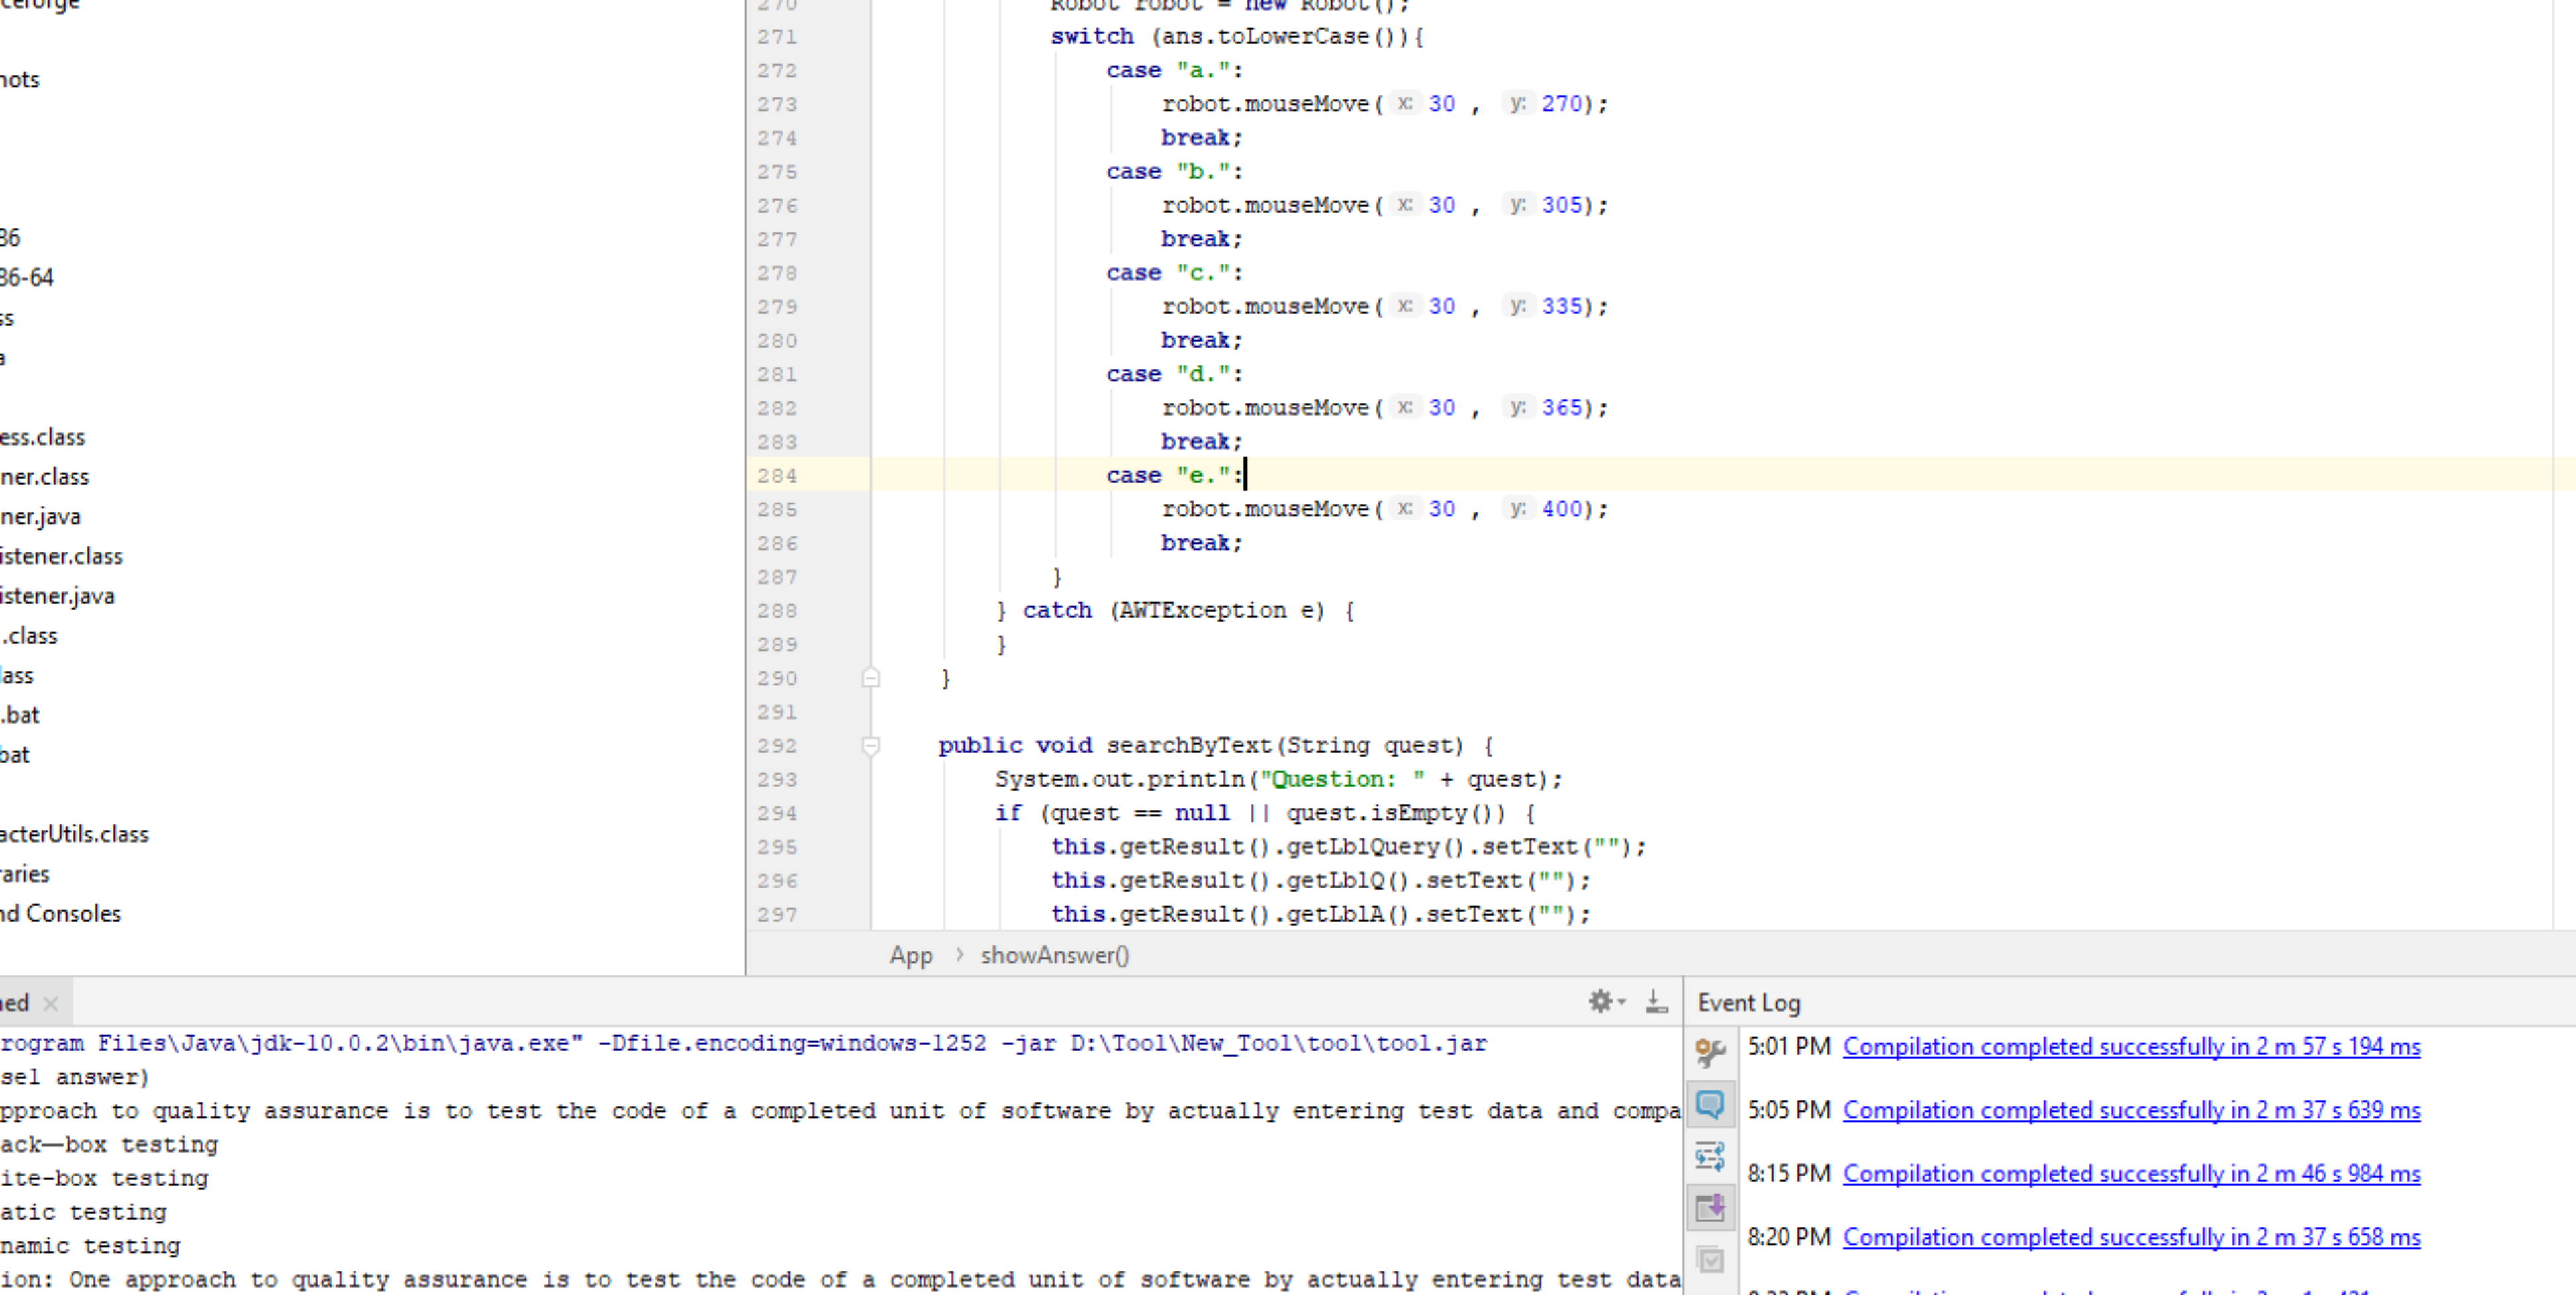 ceforge
nots
86
86-64
ss
a
ess.class
ner.class
ner.java
istener.class
istener.java
.class
lass
.bat
bat
acterUtils.class
raries
nd Consoles
270 Robot robot = new Robot();
271 switch (ans.toLowerCase()){
272 case "a.":
273 robot.mouseMove( x: 30 , y: 270);
274 break;
275 case "b.":
276 robot.mouseMove( x: 30 , y: 305);
277 break;
278 case "c.":
279 robot.mouseMove( x: 30 , y: 335);
280 break;
281 case "d.":
282 robot.mouseMove( x: 30 , y: 365);
283 break;
284 case "e.":
285 robot.mouseMove( x: 30 , y: 400);
286 break;
287 }
288 } catch (AWTException e) {
289 }
290 }
291
292 public void searchByText(String quest) {
293 System.out.println("Question: " + quest);
294 if (quest == null || quest.isEmpty()) {
295 this.getResult().getLblQuery().setText("");
296 this.getResult().getLblQ().setText("");
297 this.getResult().getLblA().setText("");
App › showAnswer()
ned ×
rogram Files\Java\jdk-10.0.2\bin\java.exe" -Dfile.encoding=windows-1252 -jar D:\Tool\New_Tool\tool\tool.jar
sel answer)
pproach to quality assurance is to test the code of a completed unit of software by actually entering test data and compa
ack—box testing
ite-box testing
atic testing
namic testing
ion: One approach to quality assurance is to test the code of a completed unit of software by actually entering test data
Event Log
5:01 PM Compilation completed successfully in 2 m 57 s 194 ms
5:05 PM Compilation completed successfully in 2 m 37 s 639 ms
8:15 PM Compilation completed successfully in 2 m 46 s 984 ms
8:20 PM Compilation completed successfully in 2 m 37 s 658 ms